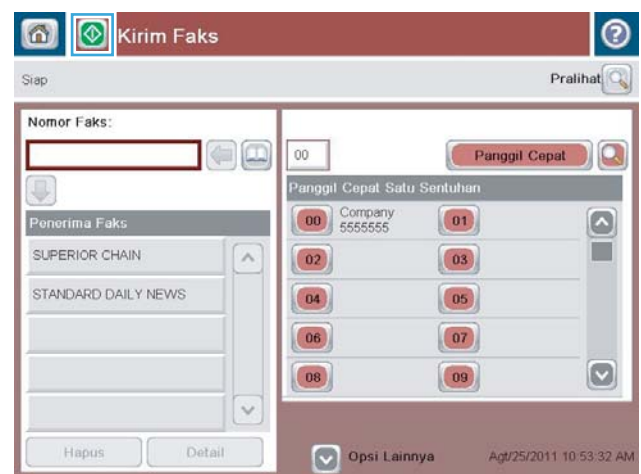 Kirim Faks
Siap
Pralihat
Nomor Faks:
00
Panggil Cepat
Panggil Cepat Satu Sentuhan
Penerima Faks
SUPERIOR CHAIN
STANDARD DAILY NEWS
00 Company 01
5555555
02 03
04 05
06 07
08 09
Hapus Detail
Opsi Lainnya
Agt/25/2011 10:53:32 AM